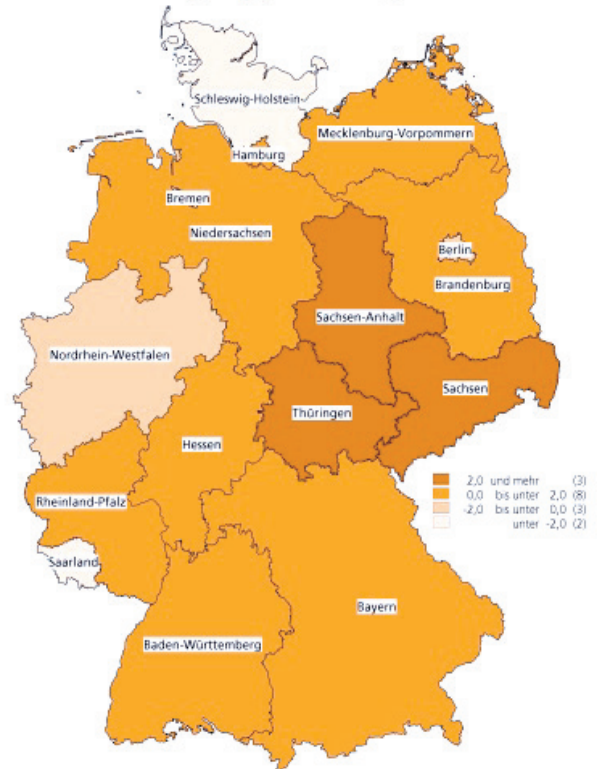 Schleswig-Holstein
Mecklenburg-Vorpommern
Hamburg
Bremen
Niedersachsen
Berlin
Brandenburg
Sachsen-Anhalt
Nordrhein-Westfalen
Sachsen
Thüringen
Hessen
2,0 und mehr (3)
0,0 bis unter 2,0 (8)
-2,0 bis unter 0,0 (3)
unter -2,0 (2)
Rheinland-Pfalz
Saarland
Bayern
Baden-Württemberg